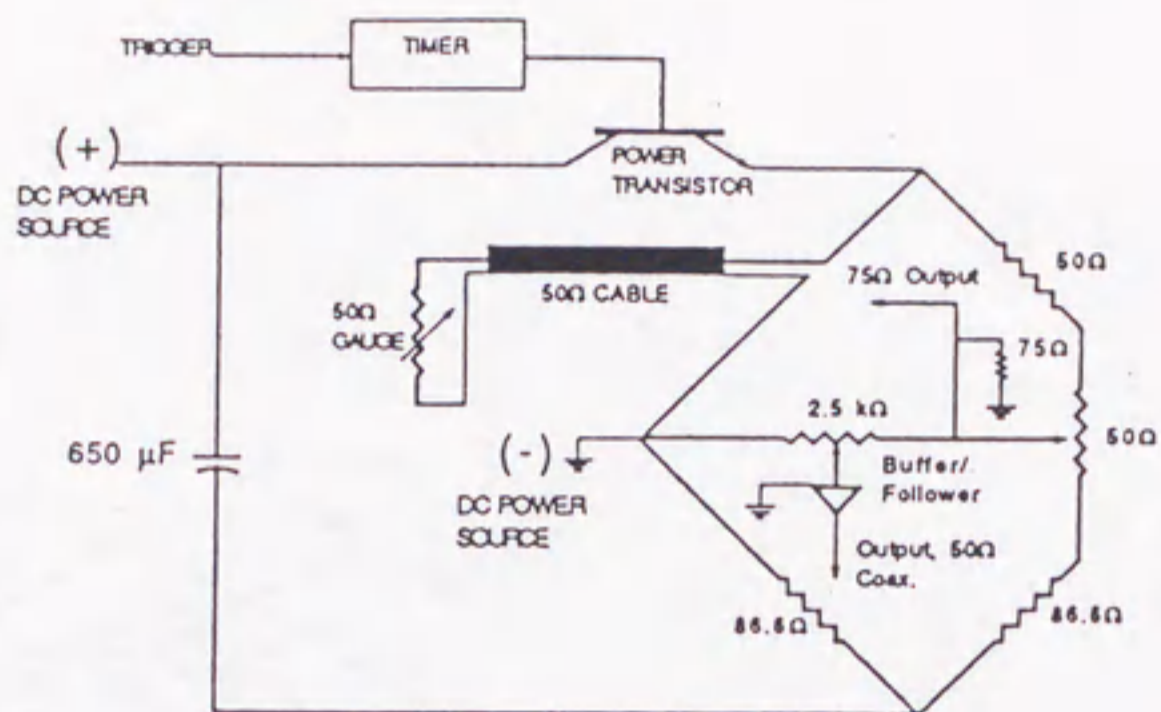 TRIGGER
TIMER
(+)
DC POWER
SOURCE
POWER
TRANSISTOR
50Ω
75Ω Output
50Ω CABLE
50Ω
GAUGE
75Ω
2.5 kΩ
50Ω
650 μF
(-)
DC POWER
SOURCE
Buffer/
Follower
Output, 50Ω
Coax.
86.6Ω
86.6Ω